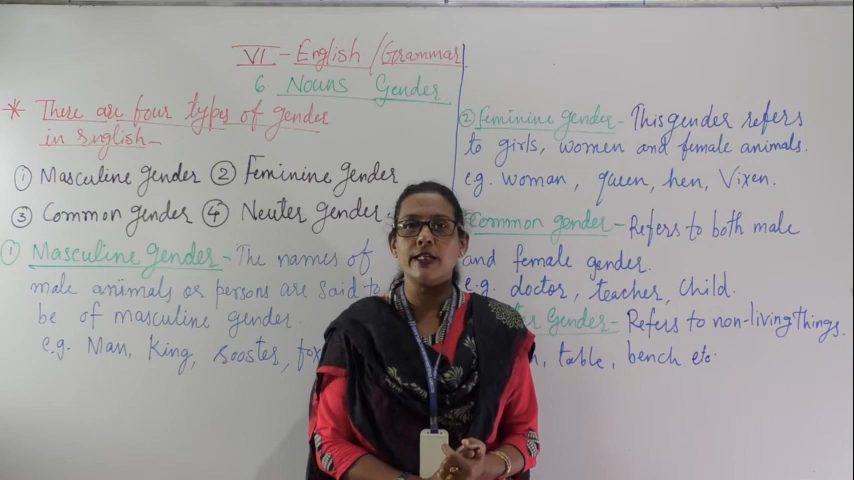 VI - English / Grammar
6 Nouns Gender
* There are four types of gender
in English -
① Masculine Gender ② Feminine Gender
③ Common gender ④ Neuter Gender
① Masculine Gender - The names of
male animals or persons are said to
be of masculine gender.
e.g. Man, King, rooster, fox
② Feminine gender - This gender refers
to girls, women and female animals.
e.g. woman, queen, hen, Vixen.
Common gender - Refers to both male
and female gender.
e.g. doctor, teacher, child.
Gender - Refers to non-living things.
table, bench etc.